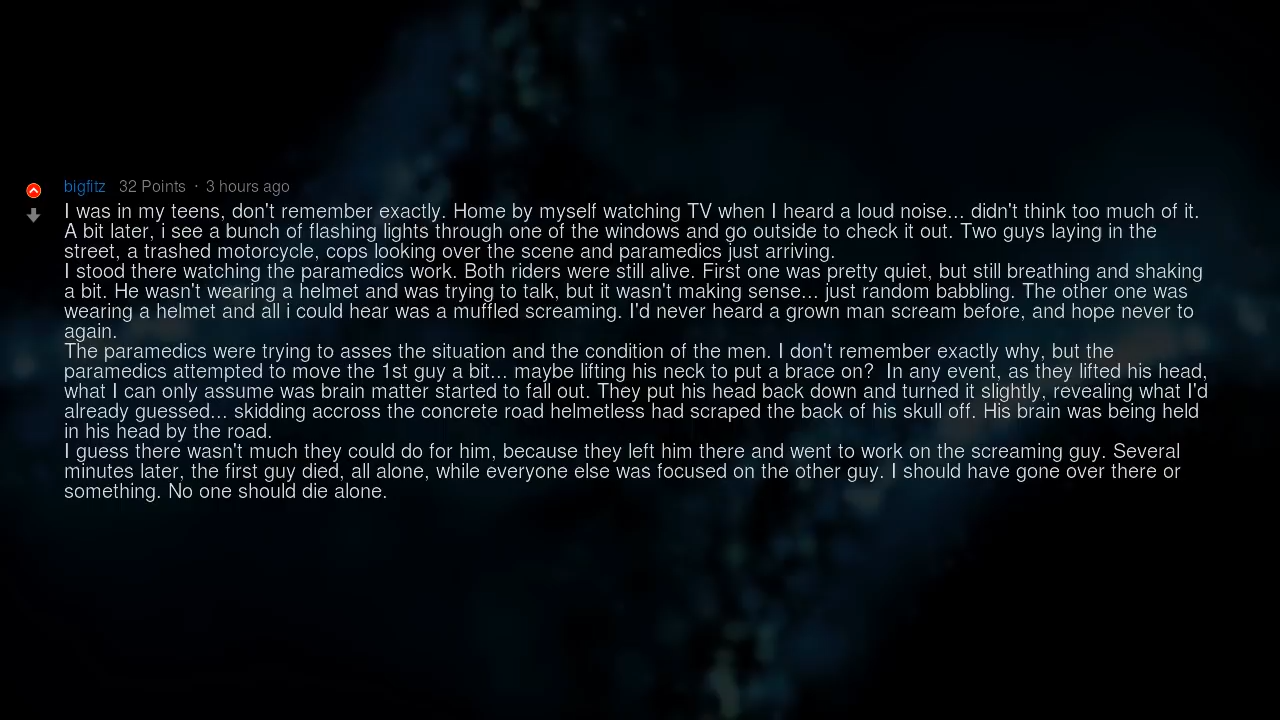 bigfitz 32 Points · 3 hours ago
I was in my teens, don't remember exactly. Home by myself watching TV when I heard a loud noise... didn't think too much of it.
A bit later, i see a bunch of flashing lights through one of the windows and go outside to check it out. Two guys laying in the
street, a trashed motorcycle, cops looking over the scene and paramedics just arriving.
I stood there watching the paramedics work. Both riders were still alive. First one was pretty quiet, but still breathing and shaking
a bit. He wasn't wearing a helmet and was trying to talk, but it wasn't making sense... just random babbling. The other one was
wearing a helmet and all i could hear was a muffled screaming. I'd never heard a grown man scream before, and hope never to
again.
The paramedics were trying to asses the situation and the condition of the men. I don't remember exactly why, but the
paramedics attempted to move the 1st guy a bit... maybe lifting his neck to put a brace on?  In any event, as they lifted his head,
what I can only assume was brain matter started to fall out. They put his head back down and turned it slightly, revealing what I'd
already guessed... skidding accross the concrete road helmetless had scraped the back of his skull off. His brain was being held
in his head by the road.
I guess there wasn't much they could do for him, because they left him there and went to work on the screaming guy. Several
minutes later, the first guy died, all alone, while everyone else was focused on the other guy. I should have gone over there or
something. No one should die alone.